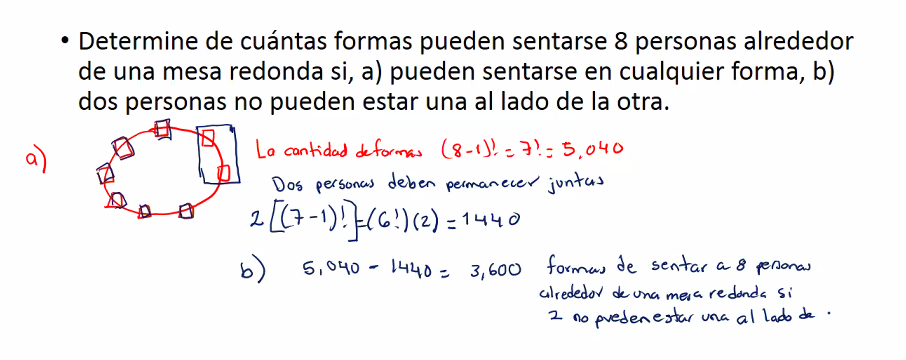 • Determine de cuántas formas pueden sentarse 8 personas alrededor
de una mesa redonda si, a) pueden sentarse en cualquier forma, b)
dos personas no pueden estar una al lado de la otra.
a)
La cantidad de formas (8-1)! = 7! = 5,040
Dos personas deben permanecer juntas
2[(7-1)!] = (6!)(2) = 1440
b) 5,040 - 1440 = 3,600 formas de sentar a 8 personas
alrededor de una mesa redonda si
2 no pueden estar una al lado de .